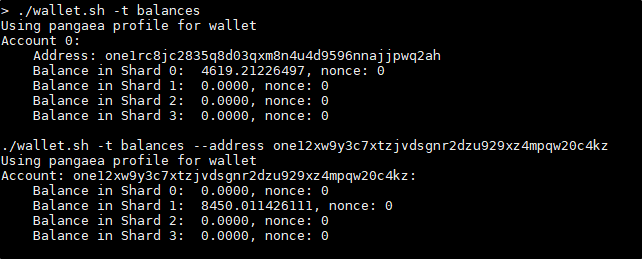 > ./wallet.sh -t balances
Using pangaea profile for wallet
Account 0:
Address: one1rc8jc2835q8d03qxm8n4u4d9596nnajjpwq2ah
Balance in Shard 0: 4619.21226497, nonce: 0
Balance in Shard 1: 0.0000, nonce: 0
Balance in Shard 2: 0.0000, nonce: 0
Balance in Shard 3: 0.0000, nonce: 0
./wallet.sh -t balances --address one12xw9y3c7xtzjvdsgnr2dzu929xz4mpqw20c4kz
Using pangaea profile for wallet
Account: one12xw9y3c7xtzjvdsgnr2dzu929xz4mpqw20c4kz:
Balance in Shard 0: 0.0000, nonce: 0
Balance in Shard 1: 8450.011426111, nonce: 0
Balance in Shard 2: 0.0000, nonce: 0
Balance in Shard 3: 0.0000, nonce: 0